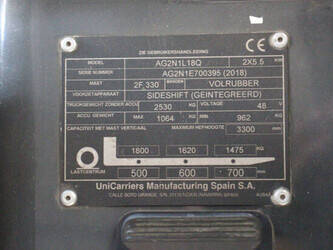 ZIE GEBRUIKERSHANDLEIDING CE
MODEL AG2N1L18Q 2X5.5 KW
SERIE NUMMER AG2N1E700395 (2018)
MAST 2F 330 BANDEN VOLRUBBER
VOORZETAPPARAAT SIDESHIFT (GEINTEGREERD)
TRUCKGEWICHT ZONDER ACCU 2530 KG VOLTAGE 48 V
ACCU GEWICHT MAX 1064 KG MIN 962 KG
CAPACITEIT MET MAST VERTICAAL MAXIMUM HEFHOOGTE 3300 mm
1800 1620 1475 KG
LASTCENTRUM 500 600 700 mm
UniCarriers Manufacturing Spain S.A.